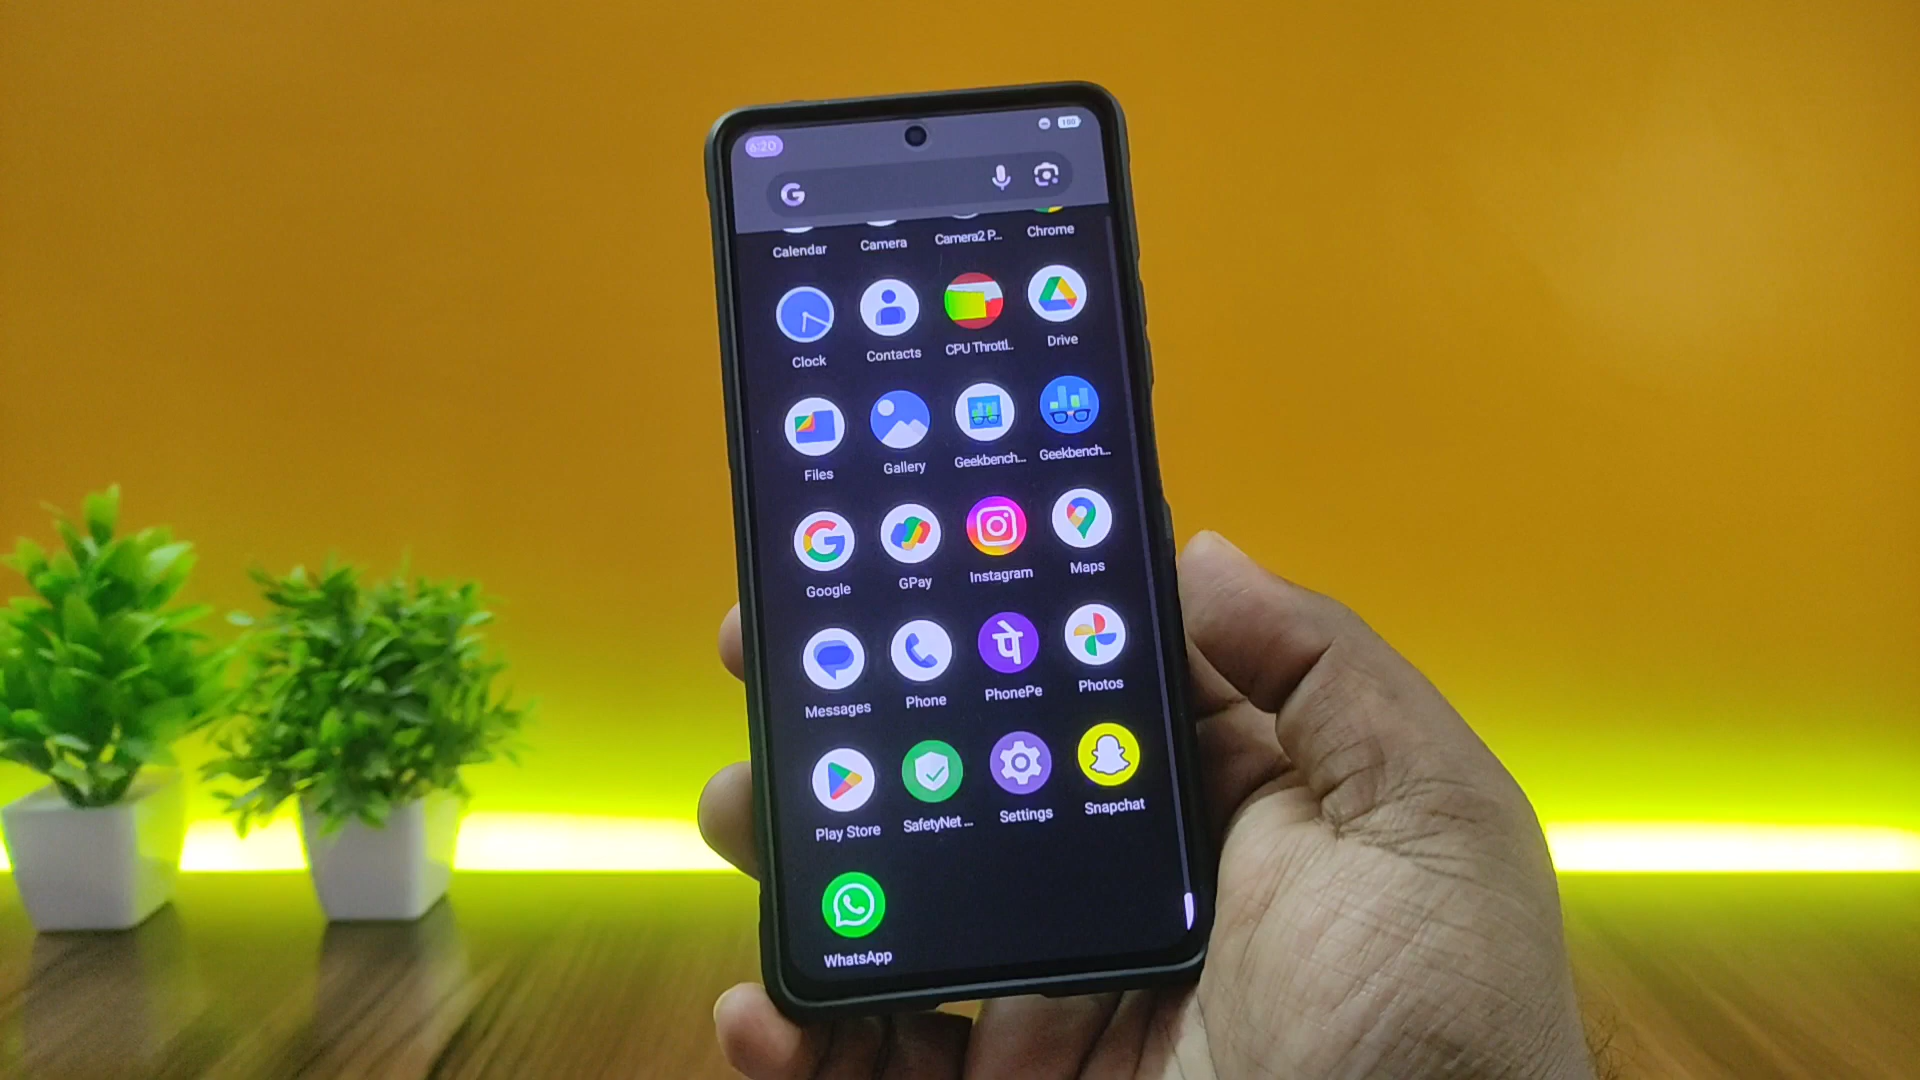 6:20 100
G
Calendar Camera Camera2 P... Chrome
Clock Contacts CPU Throttl.. Drive
Files Gallery Geekbench... Geekbench...
G
Google GPay Instagram Maps
पे
Messages Phone PhonePe Photos
Play Store SafetyNet ... Settings Snapchat
WhatsApp